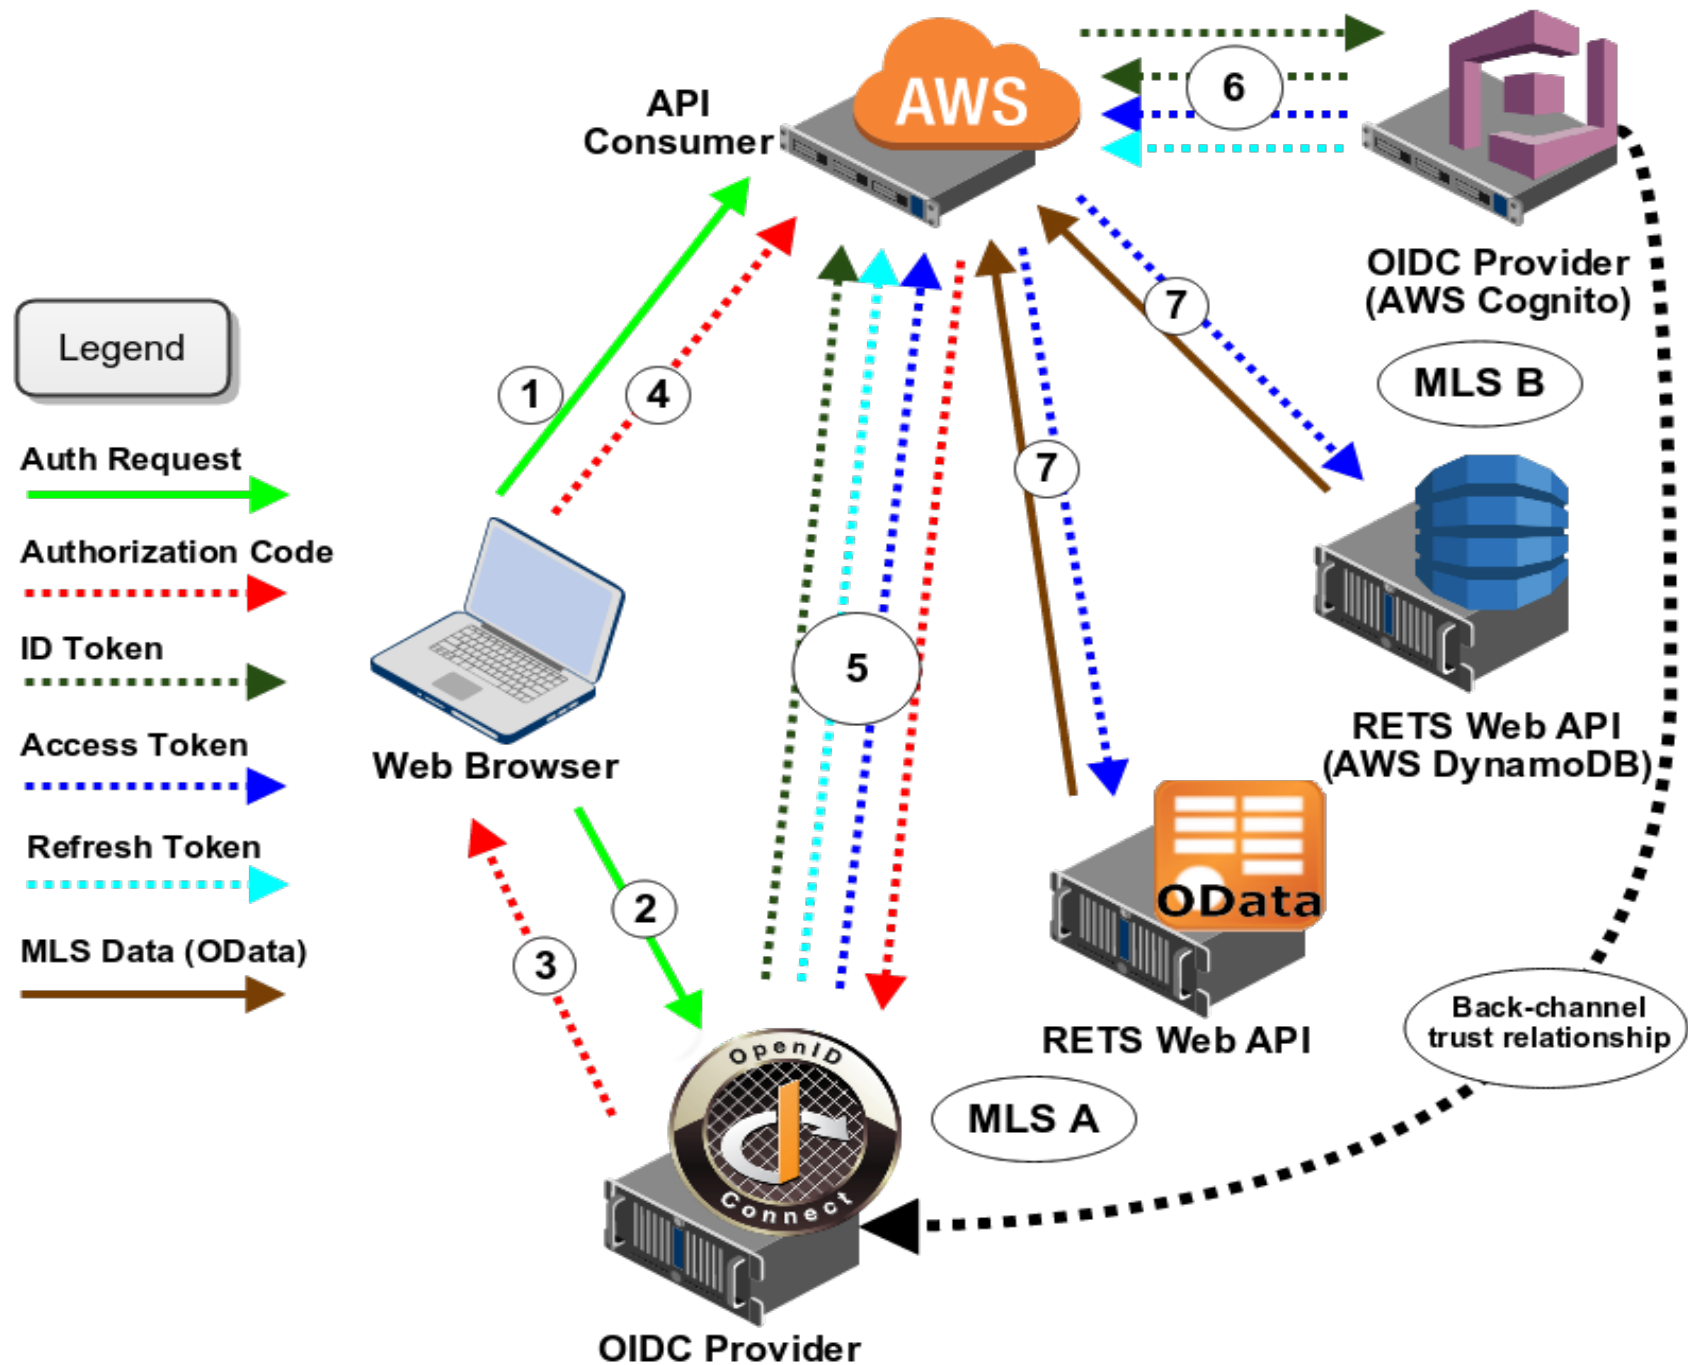 API
Consumer
AWS
6
OIDC Provider
(AWS Cognito)
MLS B
Legend
Auth Request
Authorization Code
ID Token
Access Token
Refresh Token
MLS Data (OData)
1
4
7
7
5
Web Browser
2
3
RETS Web API
(AWS DynamoDB)
OData
RETS Web API
Back-channel
trust relationship
MLS A
OpenID
Connect
OIDC Provider